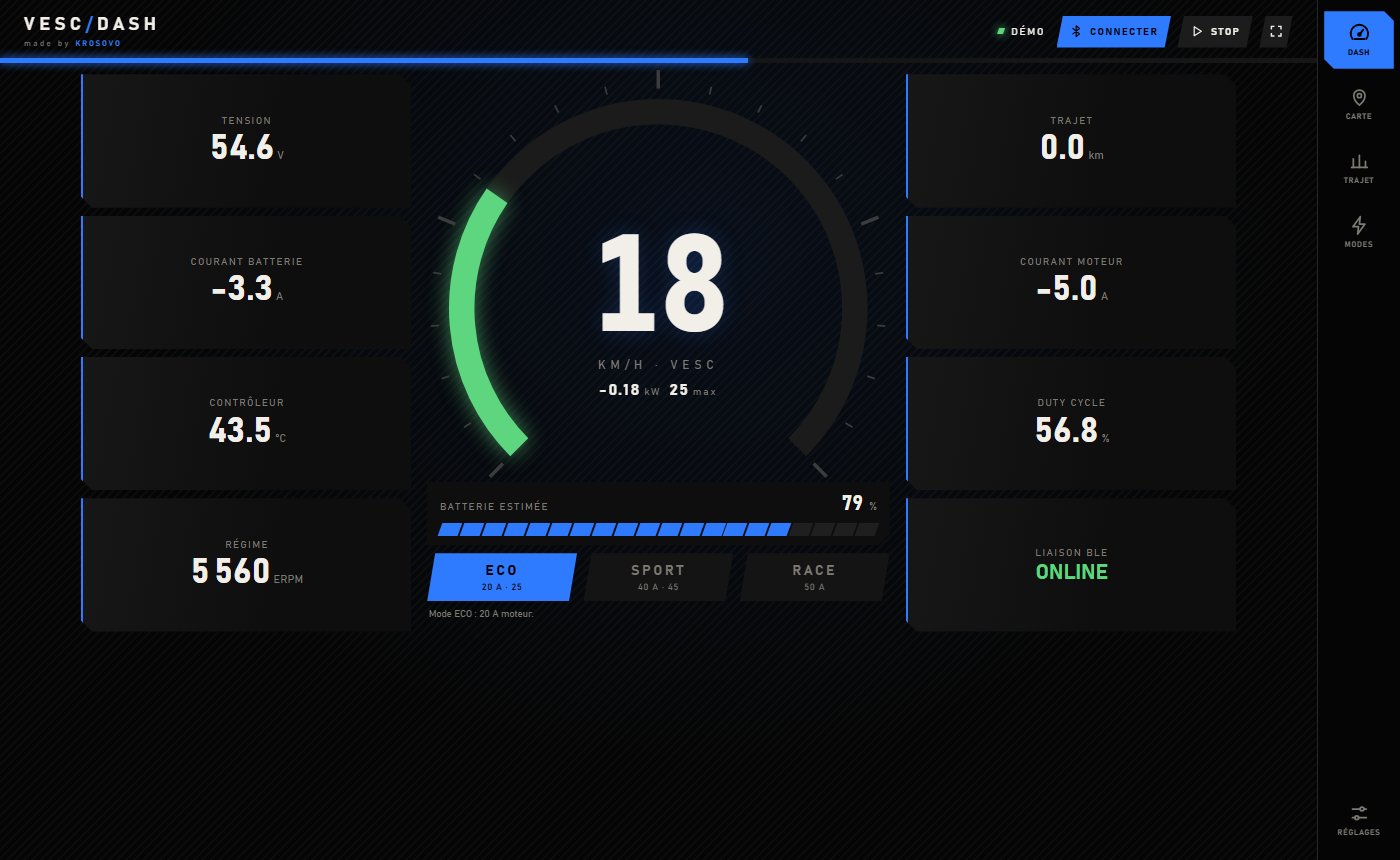 VESC/DASH
made by KROSOVO
DÉMO
CONNECTER
STOP
TENSION
54.6 V
COURANT BATTERIE
-3.3 A
CONTRÔLEUR
43.5 °C
RÉGIME
5 560 ERPM
18
KM/H · VESC
-0.18 kW 25 max
BATTERIE ESTIMÉE
79 %
ECO
20 A · 25
SPORT
40 A · 45
RACE
50 A
Mode ECO : 20 A moteur.
TRAJET
0.0 km
COURANT MOTEUR
-5.0 A
DUTY CYCLE
56.8 %
LIAISON BLE
ONLINE
DASH
CARTE
TRAJET
MODES
RÉGLAGES